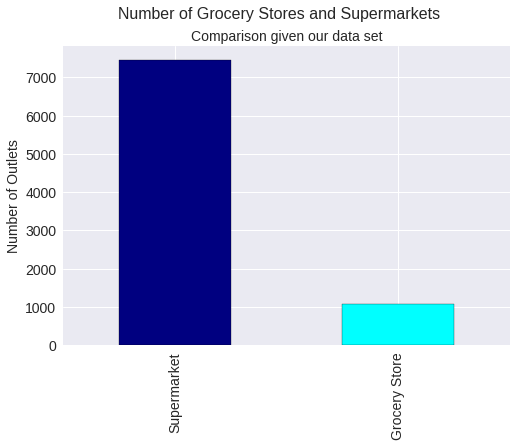 Number of Grocery Stores and Supermarkets
Comparison given our data set
Number of Outlets
7000
6000
5000
4000
3000
2000
1000
0
Supermarket
Grocery Store